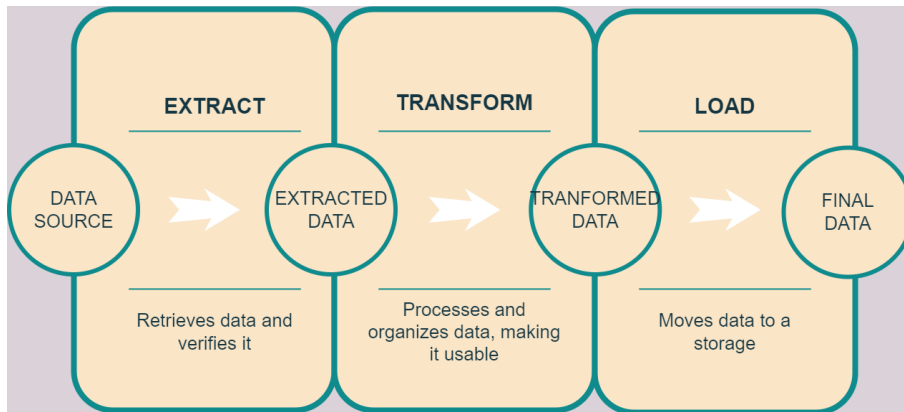 EXTRACT
TRANSFORM
LOAD
DATA
SOURCE
EXTRACTED
DATA
TRANFORMED
DATA
FINAL
DATA
Retrieves data and
verifies it
Processes and
organizes data, making
it usable
Moves data to a
storage